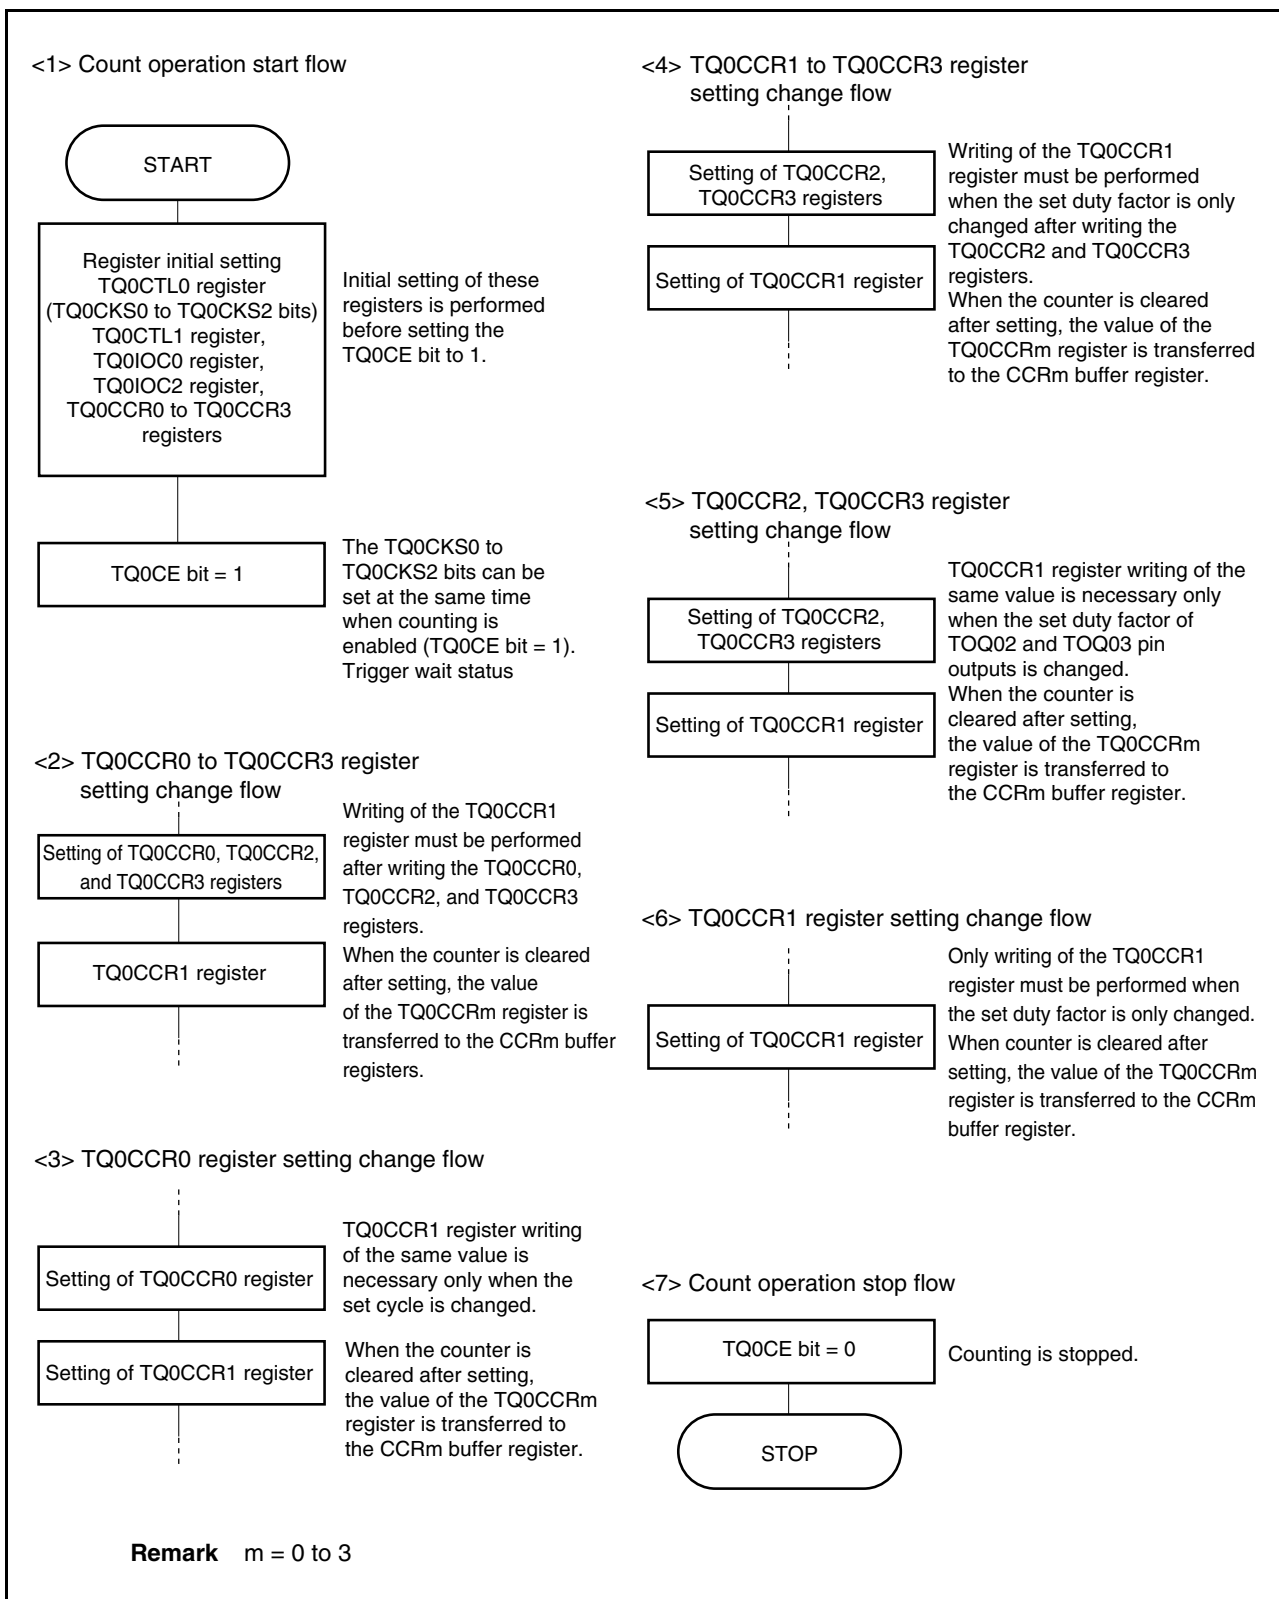 <1> Count operation start flow
START
Register initial setting
TQ0CTL0 register
(TQ0CKS0 to TQ0CKS2 bits)
TQ0CTL1 register,
TQ0IOC0 register,
TQ0IOC2 register,
TQ0CCR0 to TQ0CCR3
registers
Initial setting of these
registers is performed
before setting the
TQ0CE bit to 1.
TQ0CE bit = 1
The TQ0CKS0 to
TQ0CKS2 bits can be
set at the same time
when counting is
enabled (TQ0CE bit = 1).
Trigger wait status
<2> TQ0CCR0 to TQ0CCR3 register
setting change flow
Setting of TQ0CCR0, TQ0CCR2,
and TQ0CCR3 registers
TQ0CCR1 register
Writing of the TQ0CCR1
register must be performed
after writing the TQ0CCR0,
TQ0CCR2, and TQ0CCR3
registers.
When the counter is cleared
after setting, the value
of the TQ0CCRm register is
transferred to the CCRm buffer
registers.
<3> TQ0CCR0 register setting change flow
Setting of TQ0CCR0 register
TQ0CCR1 register writing
of the same value is
necessary only when the
set cycle is changed.
Setting of TQ0CCR1 register
When the counter is
cleared after setting,
the value of the TQ0CCRm
register is transferred to
the CCRm buffer register.
<4> TQ0CCR1 to TQ0CCR3 register
setting change flow
Setting of TQ0CCR2,
TQ0CCR3 registers
Setting of TQ0CCR1 register
Writing of the TQ0CCR1
register must be performed
when the set duty factor is only
changed after writing the
TQ0CCR2 and TQ0CCR3
registers.
When the counter is cleared
after setting, the value of the
TQ0CCRm register is transferred
to the CCRm buffer register.
<5> TQ0CCR2, TQ0CCR3 register
setting change flow
Setting of TQ0CCR2,
TQ0CCR3 registers
Setting of TQ0CCR1 register
TQ0CCR1 register writing of the
same value is necessary only
when the set duty factor of
TOQ02 and TOQ03 pin
outputs is changed.
When the counter is
cleared after setting,
the value of the TQ0CCRm
register is transferred to
the CCRm buffer register.
<6> TQ0CCR1 register setting change flow
Setting of TQ0CCR1 register
Only writing of the TQ0CCR1
register must be performed when
the set duty factor is only changed.
When counter is cleared after
setting, the value of the TQ0CCRm
register is transferred to the CCRm
buffer register.
<7> Count operation stop flow
TQ0CE bit = 0
Counting is stopped.
STOP
Remark m = 0 to 3